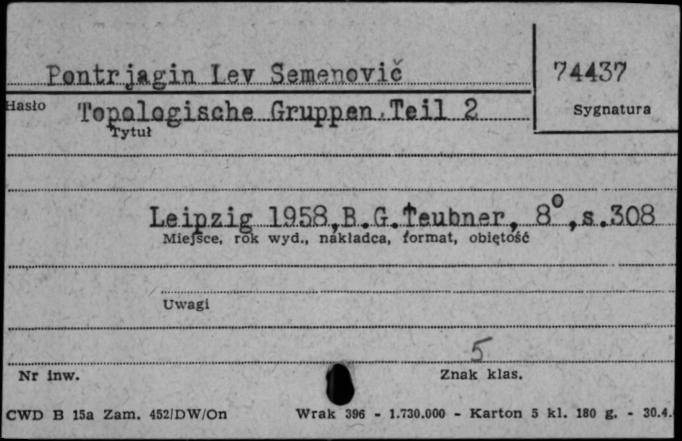 Pontrjagin Lev Semenovič
74437
Hasło
Sygnatura
Topologische Gruppen.Teil 2
Tytuł
Leipzig 1958,B.G.Teubner, 8°,s.308
Miejsce, rok wyd., nakładca, format, objętość
Uwagi
5
Nr inw.
Znak klas.
CWD B 15a Zam. 452/DW/On Wrak 396 - 1.730.000 - Karton 5 kl. 180 g. - 30.4.